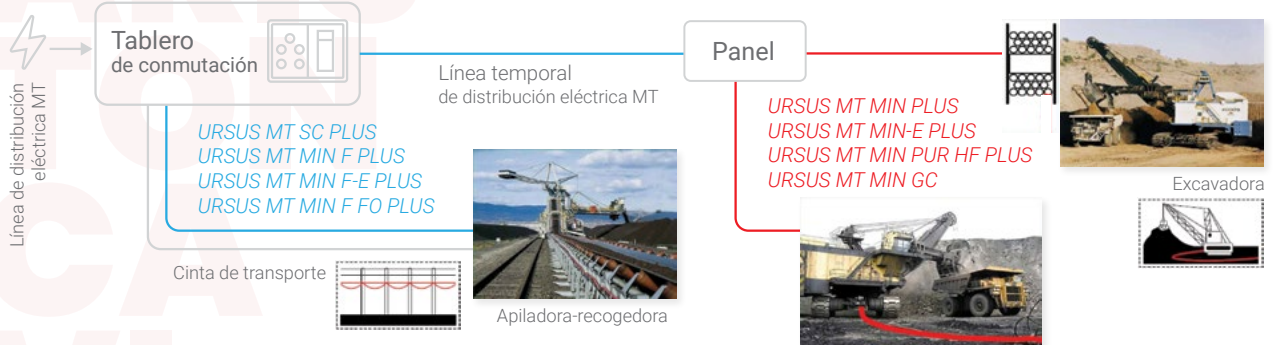 Línea de distribución
eléctrica MT
Tablero
de conmutación
Línea temporal
de distribución eléctrica MT
Panel
URSUS MT SC PLUS
URSUS MT MIN F PLUS
URSUS MT MIN F-E PLUS
URSUS MT MIN F FO PLUS
URSUS MT MIN PLUS
URSUS MT MIN-E PLUS
URSUS MT MIN PUR HF PLUS
URSUS MT MIN GC
Excavadora
Cinta de transporte
Apiladora-recogedora